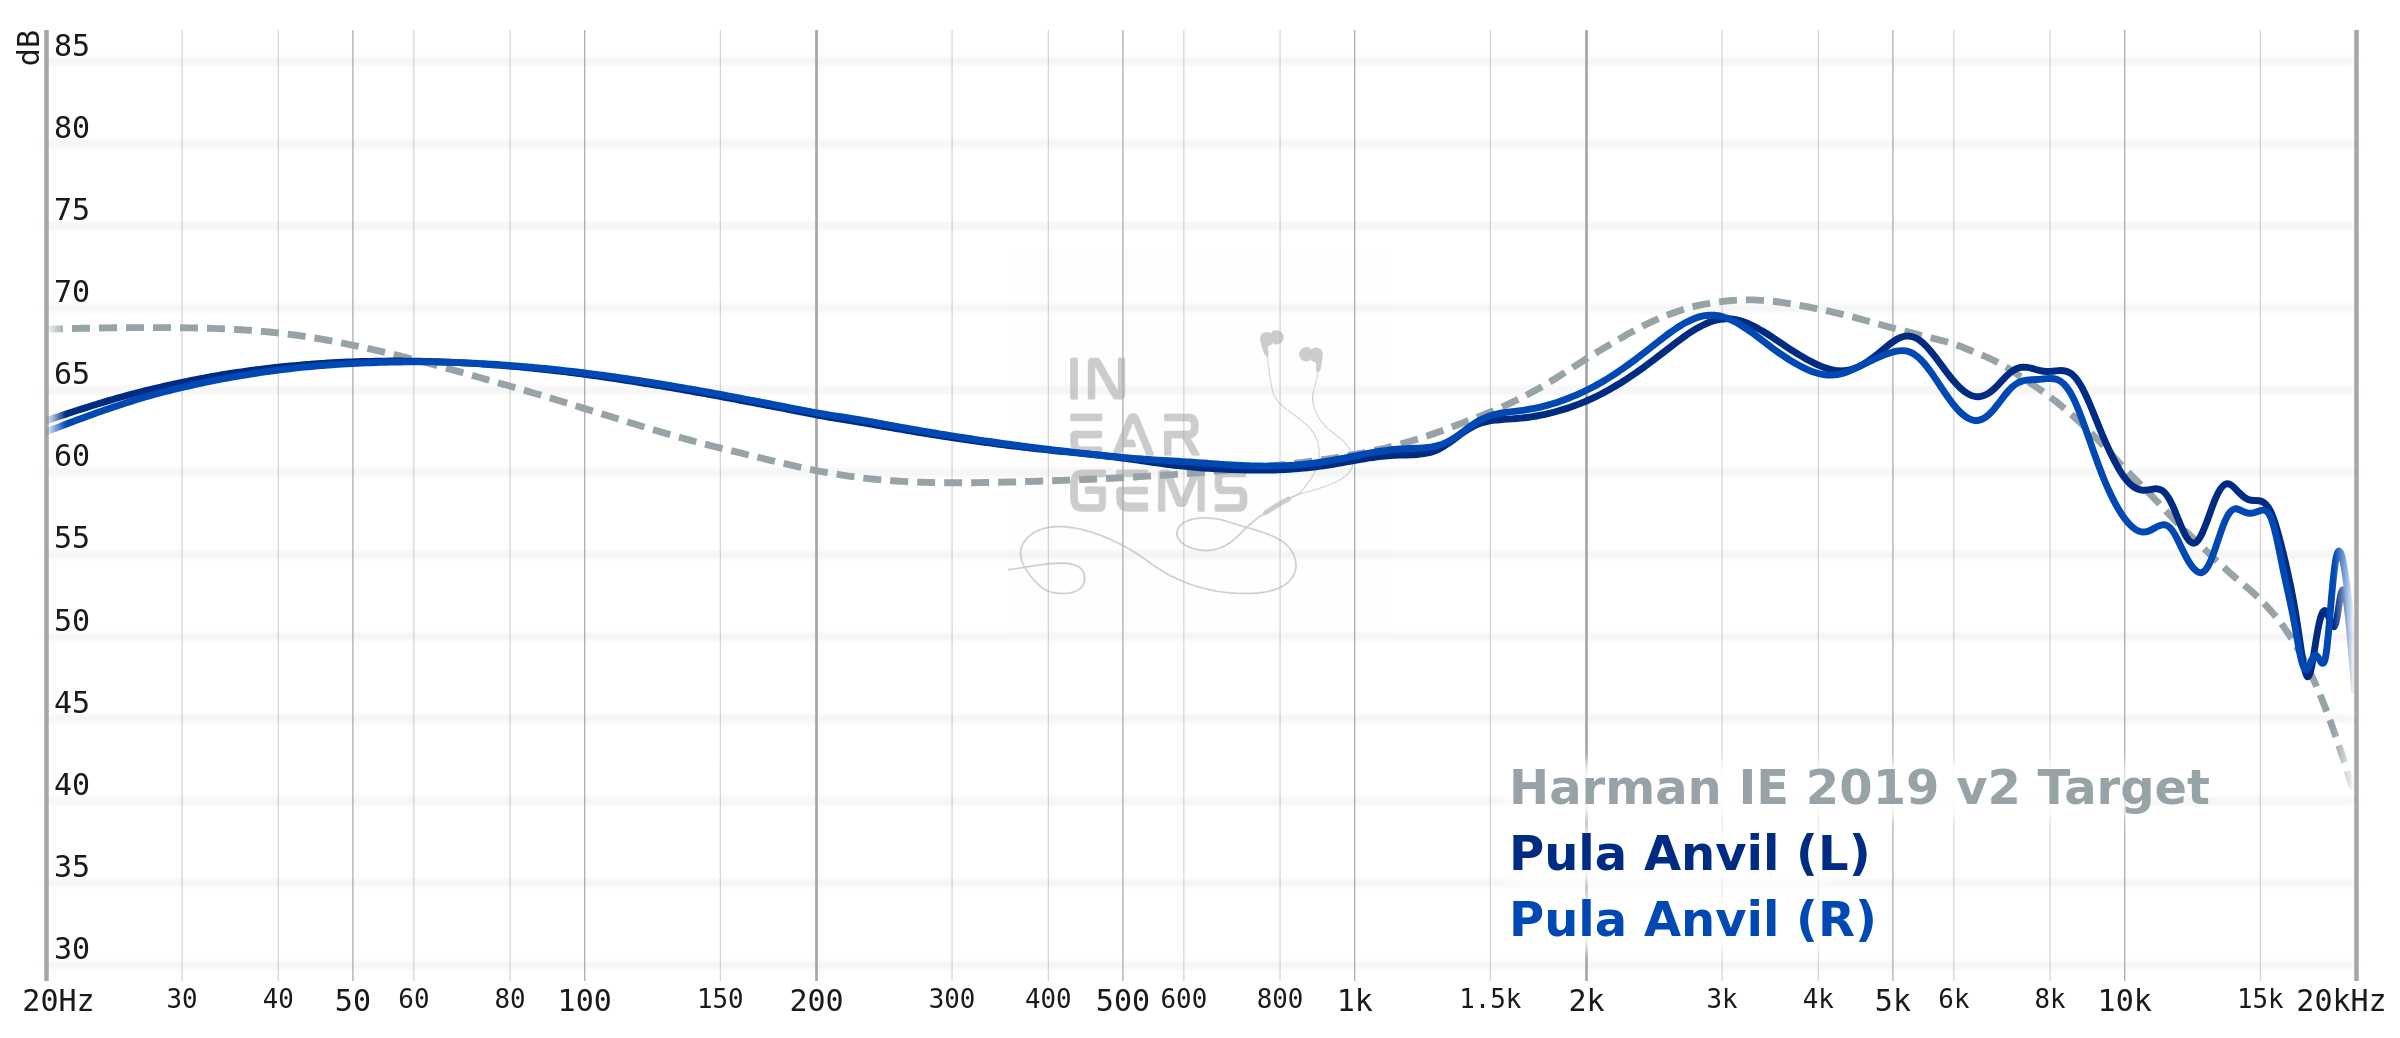 dB
85
80
75
70
65
60
55
50
45
40
35
30
IN
EAR
GEMS
Harman IE 2019 v2 Target
Pula Anvil (L)
Pula Anvil (R)
20Hz 30 40 50 60 80 100 150 200 300 400 500 600 800 1k 1.5k 2k 3k 4k 5k 6k 8k 10k 15k 20kHz